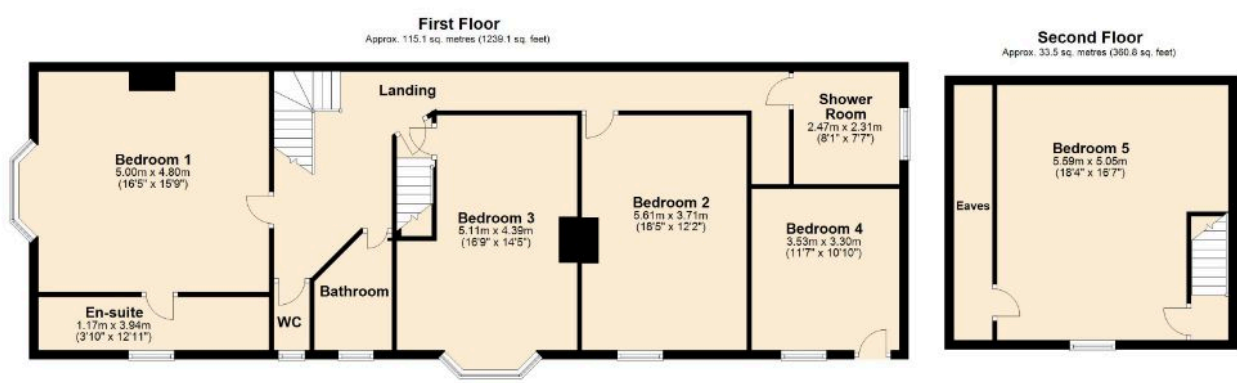 First Floor
Approx. 115.1 sq. metres (1239.1 sq. feet)
Second Floor
Approx. 33.5 sq. metres (360.8 sq. feet)
Landing
Shower
Room
2.47m x 2.31m
(8'1" x 7'7")
Bedroom 1
5.00m x 4.80m
(16'5" x 15'9")
Bedroom 5
5.59m x 5.05m
(18'4" x 16'7")
Eaves
Bedroom 2
5.61m x 3.71m
(18'5" x 12'2")
Bedroom 3
5.11m x 4.39m
(16'9" x 14'5")
Bedroom 4
3.53m x 3.30m
(11'7" x 10'10")
Bathroom
En-suite
1.17m x 3.94m
(3'10" x 12'11")
WC